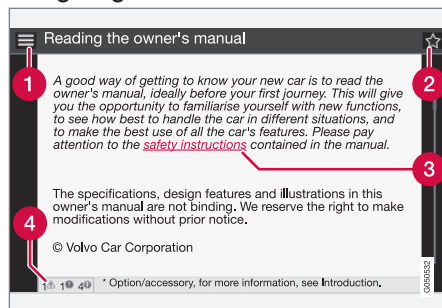 Reading the owner's manual
1
2
A good way of getting to know your new car is to read the
owner's manual, ideally before your first journey. This will give
you the opportunity to familiarise yourself with new functions,
to see how best to handle the car in different situations, and
to make the best use of all the car's features. Please pay
attention to the safety instructions contained in the manual.
3
The specifications, design features and illustrations in this
owner's manual are not binding. We reserve the right to make
modifications without prior notice.
4
© Volvo Car Corporation
1 1 4 * Option/accessory, for more information, see Introduction.
G050532